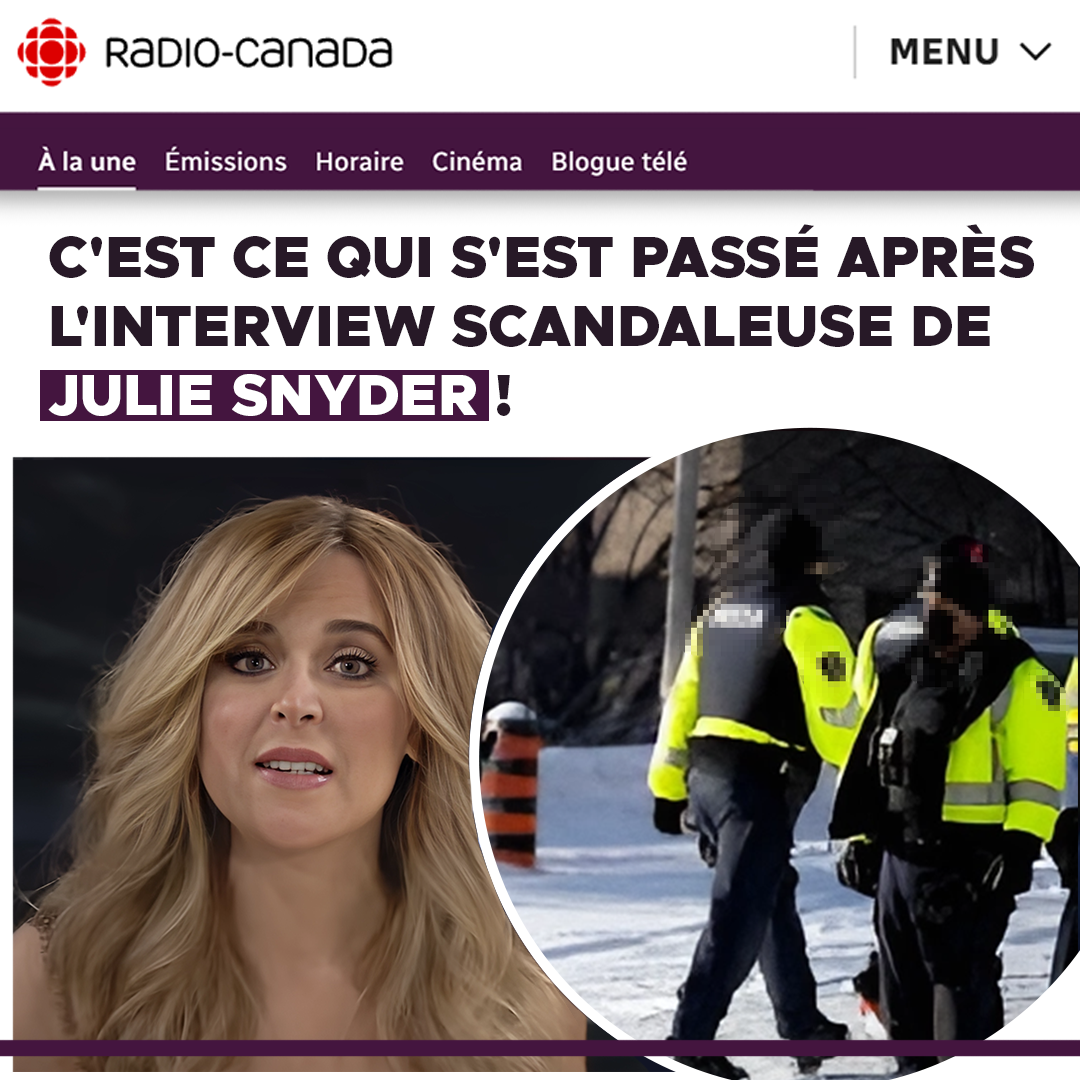 RADIO-CANADA
MENU
À la une Émissions Horaire Cinéma Blogue télé
C'EST CE QUI S'EST PASSÉ APRÈS
L'INTERVIEW SCANDALEUSE DE
JULIE SNYDER !